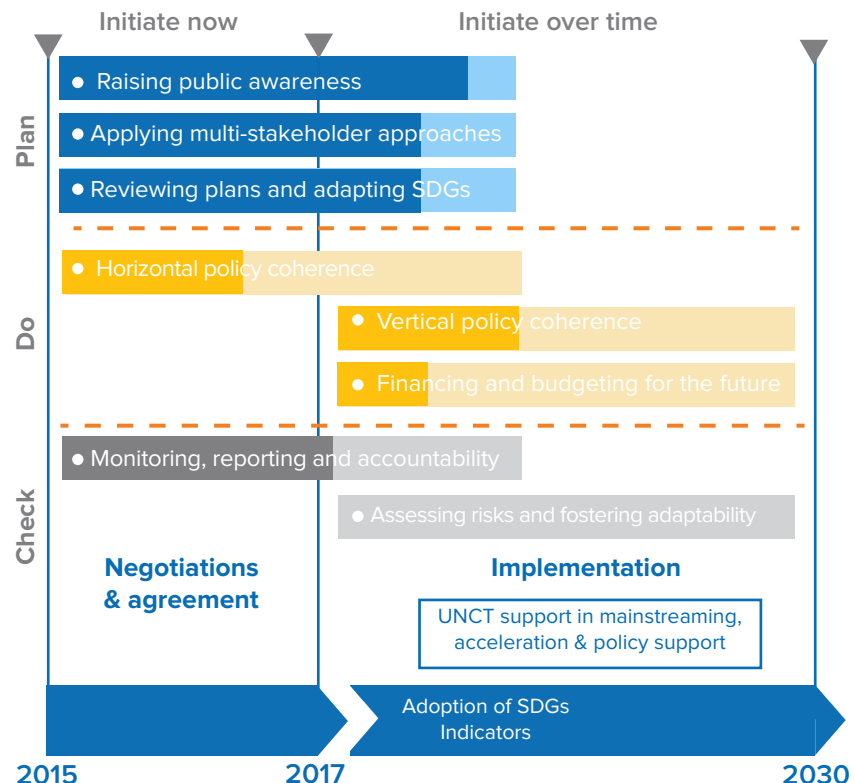 Initiate now
Initiate over time
Plan
Raising public awareness
Applying multi-stakeholder approaches
Reviewing plans and adapting SDGs
Do
Horizontal policy coherence
Vertical policy coherence
Financing and budgeting for the future
Check
Monitoring, reporting and accountability
Assessing risks and fostering adaptability
Negotiations
& agreement
Implementation
UNCT support in mainstreaming,
acceleration & policy support
Adoption of SDGs
Indicators
2015
2017
2030